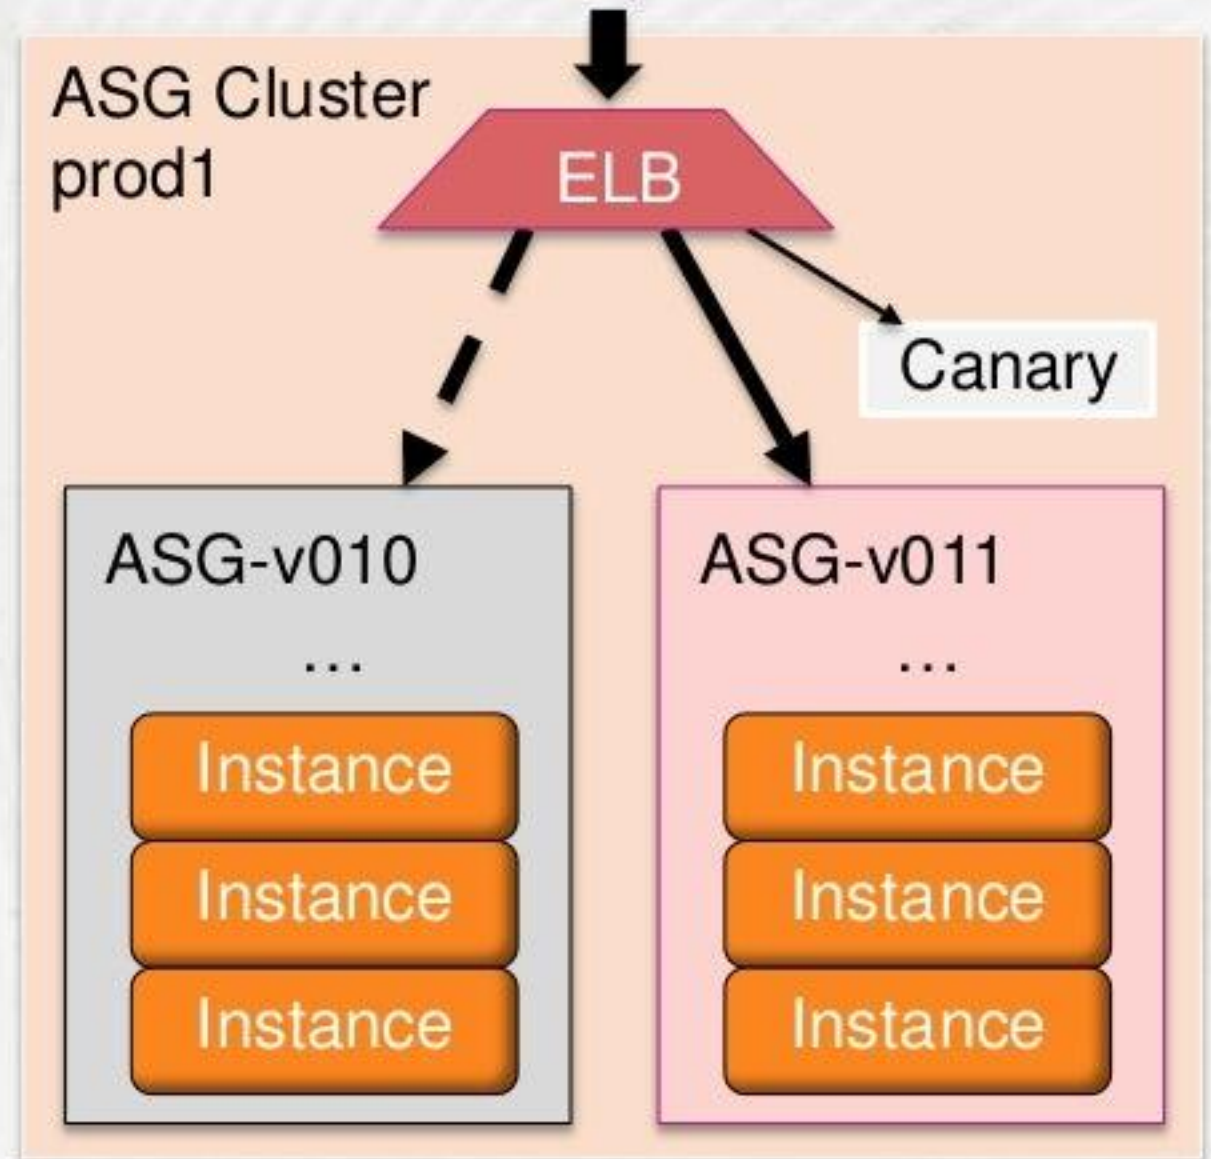 ASG Cluster
prod1
ELB
Canary
ASG-v010
...
Instance
Instance
Instance
ASG-v011
...
Instance
Instance
Instance